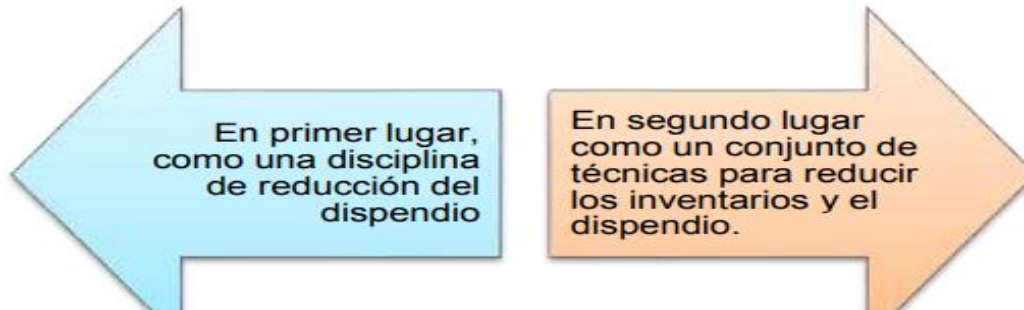 En primer lugar,
como una disciplina
de reducción del
dispendio
En segundo lugar
como un conjunto de
técnicas para reducir
los inventarios y el
dispendio.